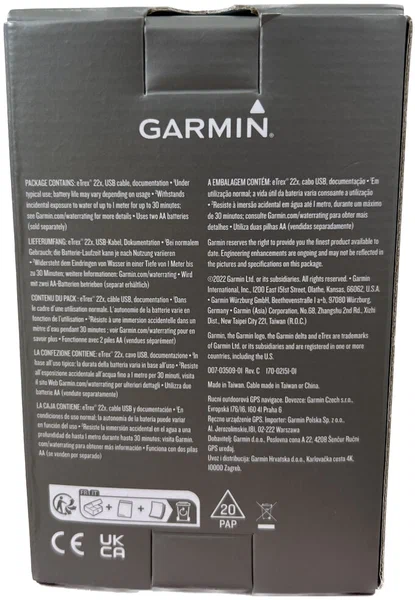 GARMIN
PACKAGE CONTAINS: eTrex® 22x, USB cable, documentation • ¹Under
typical use; battery life may vary depending on usage • ²Withstands
incidental exposure to water of up to 1 meter for up to 30 minutes;
see Garmin.com/waterrating for more details • Uses two AA batteries
(sold separately)
LIEFERUMFANG: eTrex® 22x, USB-Kabel, Dokumentation • ¹Bei normalem
Gebrauch; die Batterie-Laufzeit kann je nach Nutzung variieren
• ²Widersteht dem Eindringen von Wasser in einer Tiefe von 1 Meter bis
zu 30 Minuten; weitere Informationen: Garmin.com/waterrating • Wird
mit zwei AA-Batterien betrieben (separat erhältlich)
CONTENU DU PACK : eTrex® 22x, câble USB, documentation • ¹Dans
le cadre d'une utilisation normale. L'autonomie de la batterie varie en
fonction de l'utilisation • ²Résiste à une immersion accidentelle dans un
mètre d'eau pendant 30 minutes ; voir Garmin.com/waterrating pour en
savoir plus • Fonctionne avec 2 piles AA (vendues séparément)
LA CONFEZIONE CONTIENE: eTrex® 22x, cavo USB, documentazione • ¹In
base all'uso tipico; la durata della batteria varia in base all'uso • ²Resiste
all'esposizione accidentale all'acqua fino a 1 metro per 30 minuti, visita
il sito Web Garmin.com/waterrating per ulteriori dettagli • Utilizza due
batterie AA (vendute separatamente)
LA CAJA CONTIENE: eTrex® 22x, cable USB y documentación • ¹En
condiciones de uso normal; la autonomía de la batería puede variar
en función del uso • ²Resiste la inmersión accidental en el agua a una
profundidad de hasta 1 metro durante hasta 30 minutos; visita Garmin.
com/waterrating para obtener más información • Funciona con dos pilas
AA (se venden por separado)
A EMBALAGEM CONTÉM: eTrex® 22x, cabo USB, documentação • ¹Em
utilização normal; a vida útil da bateria varia consoante a utilização
• ²Resiste à imersão acidental em água até 1 metro, durante um máximo
de 30 minutos; consulte Garmin.com/waterrating para obter mais
detalhes • Utiliza duas pilhas AA (vendidas separadamente)
Garmin reserves the right to provide you the finest product available to
date. Engineering enhancements are ongoing and may not be reflected in
the pictures and specifications on this package.
©2022 Garmin Ltd. or its subsidiaries. All rights reserved. • Garmin
International, Inc., 1200 East 151st Street, Olathe, Kansas, 66062, U.S.A.
• Garmin Würzburg GmbH, Beethovenstraße 1 a+b, 97080 Würzburg,
Germany • Garmin (Asia) Corporation, No.68, Zhangshu 2nd Rd., Xizhi
Dist., New Taipei City 221, Taiwan (R.O.C.)
Garmin, the Garmin logo, the Garmin delta and eTrex are trademarks
of Garmin Ltd. or its subsidiaries and are registered in one or more
countries, including the U.S.
007-03509-01 Rev. C 170-02151-01
Made in Taiwan. Cable made in Taiwan or China.
Ruční outdoorová GPS navigace. Dovozce: Garmin Czech s.r.o.,
Evropská 176/16, 160 41 Praha 6
Ręczne urządzenie GPS. Importer: Garmin Polska Sp. z o.o.,
Al. Jerozolimskie,181, 02-222 Warszawa
Dobavitelj: Garmin d.o.o., Poslovna cona A 22, 4208 Šenčur Ročni
GPS uređaj.
Uvoz i distribucija: Garmin Hrvatska d.o.o., Karlovačka cesta 4K,
10000 Zagreb.
20
PAP
CE UK
CA